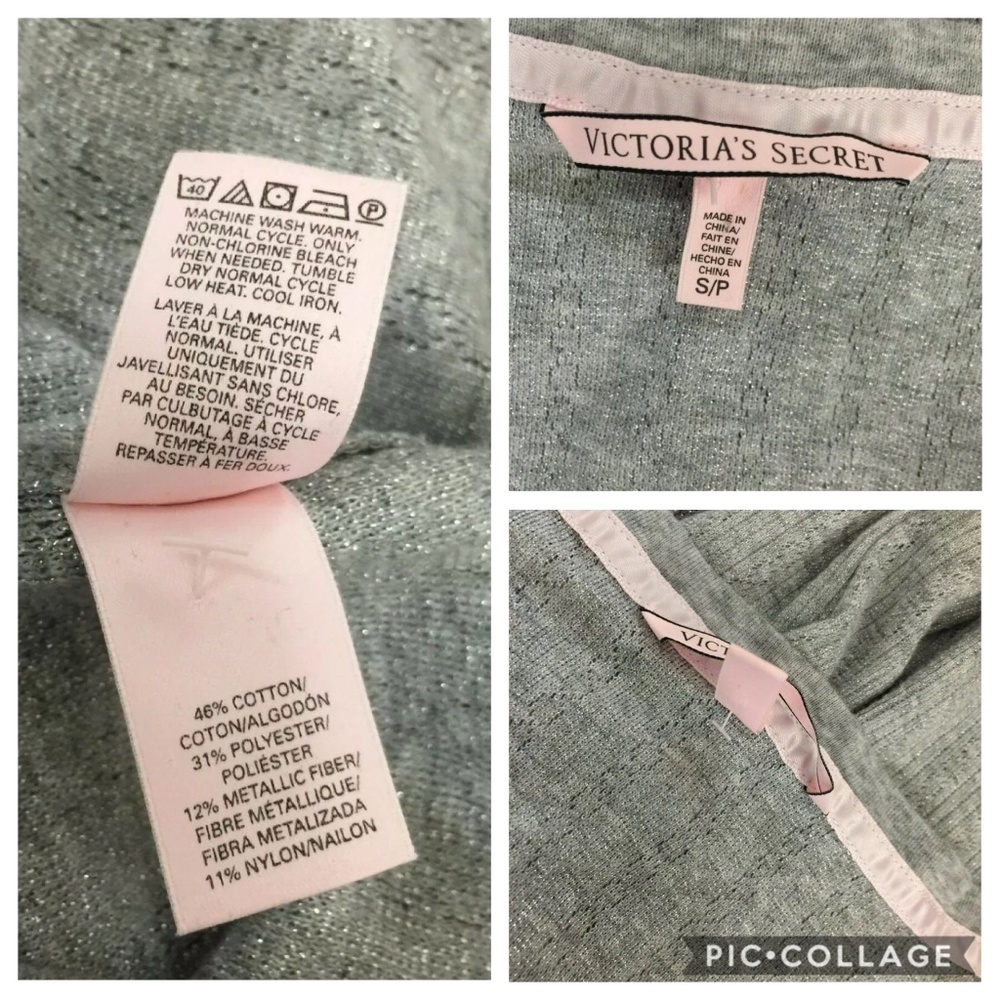 40
P
MACHINE WASH WARM.
NORMAL CYCLE. ONLY
NON-CHLORINE BLEACH
WHEN NEEDED. TUMBLE
DRY NORMAL CYCLE
LOW HEAT. COOL IRON.
LAVER À LA MACHINE, À
L'EAU TIÈDE. CYCLE
NORMAL. UTILISER
UNIQUEMENT DU
JAVELLISANT SANS CHLORE,
AU BESOIN. SÉCHER
PAR CULBUTAGE À CYCLE
NORMAL, À BASSE
TEMPÉRATURE.
REPASSER À FER DOUX.
46% COTTON/
COTON/ALGODÓN
31% POLYESTER/
POLIÉSTER
12% METALLIC FIBER/
FIBRE MÉTALLIQUE/
FIBRA METALIZADA
11% NYLON/NAILON
VICTORIA'S SECRET
MADE IN
CHINA/
FAIT EN
CHINE/
HECHO EN
CHINA
S/P
VICT
PIC•COLLAGE